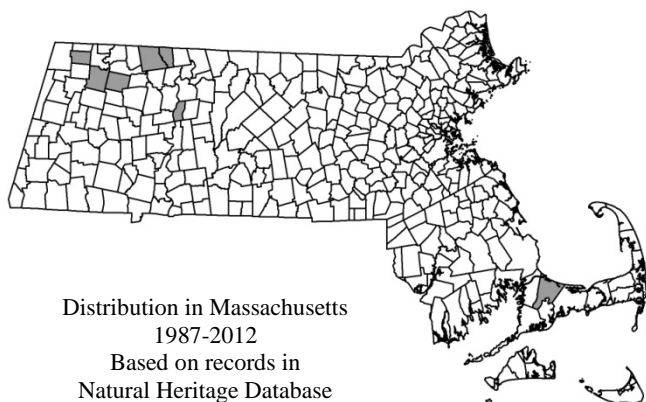 Distribution in Massachusetts
1987-2012
Based on records in
Natural Heritage Database